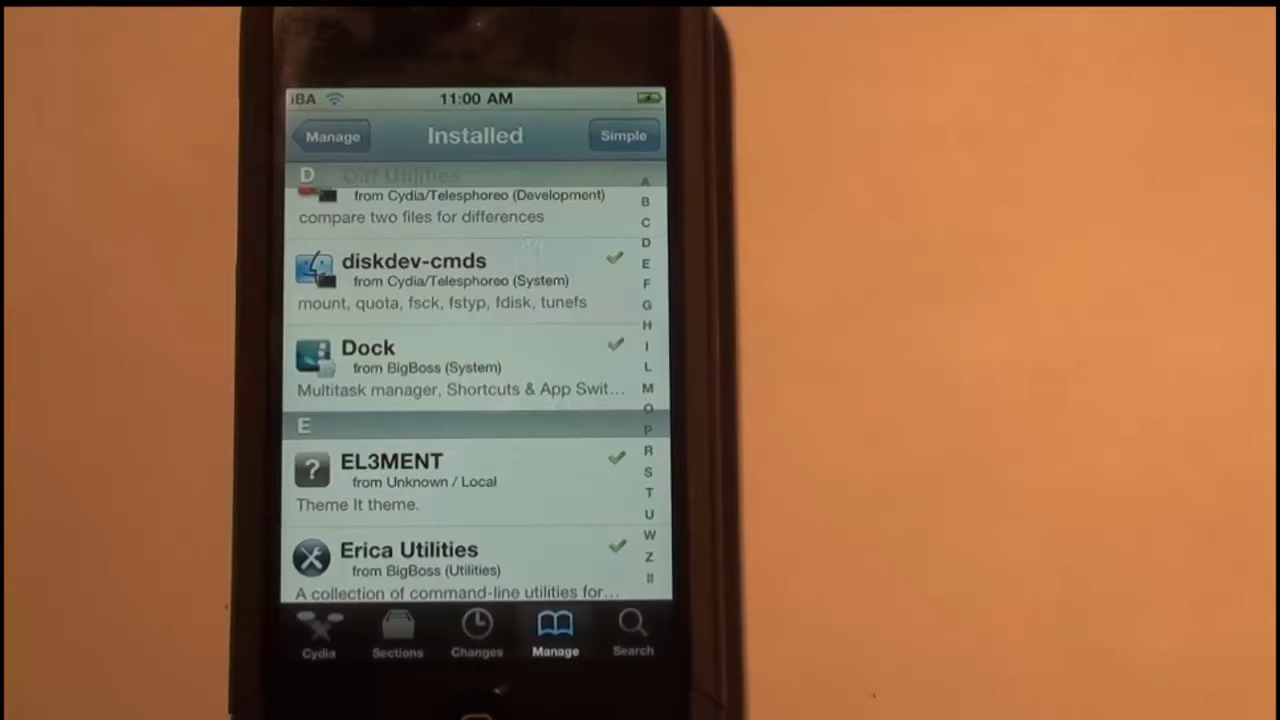 iBA 11:00 AM
Manage Installed Simple
D Diff Utilities
from Cydia/Telesphoreo (Development)
compare two files for differences
diskdev-cmds
from Cydia/Telesphoreo (System)
mount, quota, fsck, fstyp, fdisk, tunefs
Dock
from BigBoss (System)
Multitask manager, Shortcuts & App Swit...
E
EL3MENT
from Unknown / Local
Theme It theme.
Erica Utilities
from BigBoss (Utilities)
A collection of command-line utilities for...
A
B
C
D
E
F
G
H
I
L
M
O
P
R
S
T
U
W
Z
#
Cydia Sections Changes Manage Search